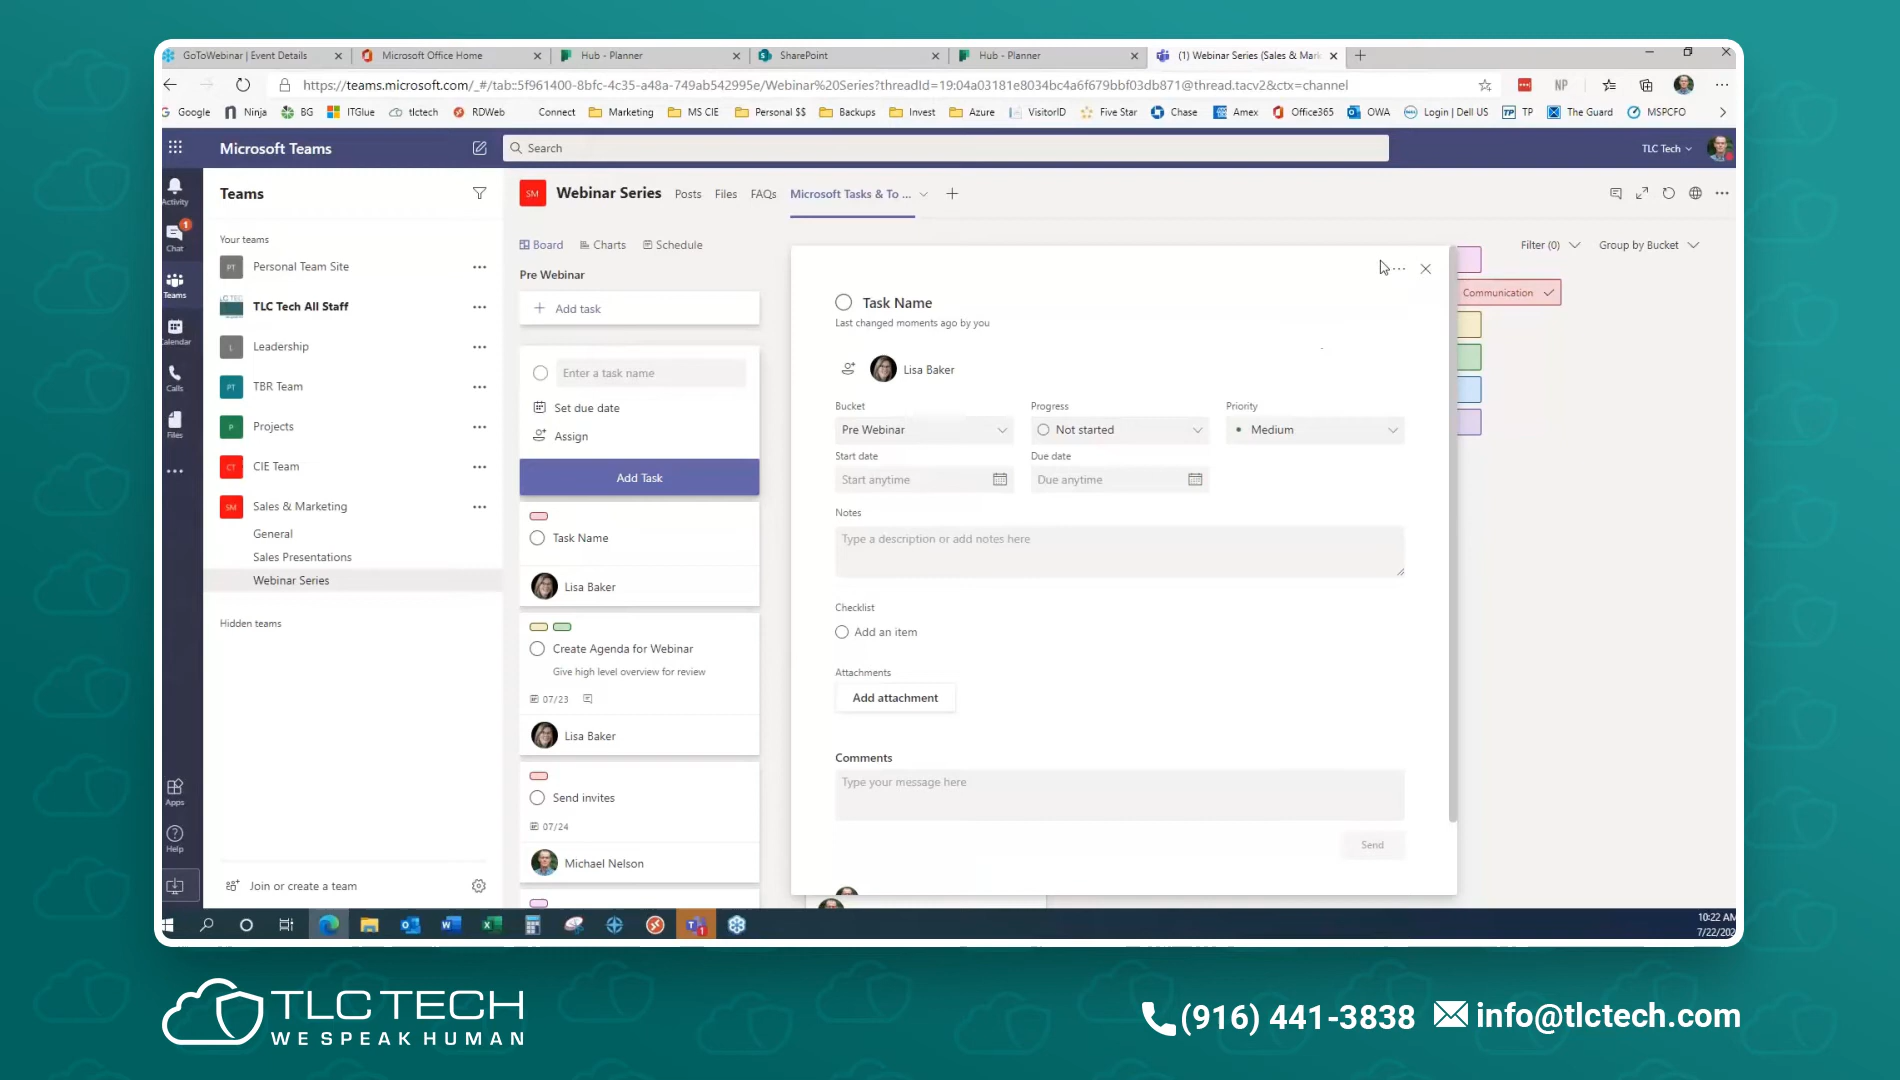 GoToWebinar | Event Details
Microsoft Office Home
Hub - Planner
SharePoint
Hub - Planner
(1) Webinar Series (Sales & Mark
https://teams.microsoft.com/_#/tab::5f961400-8bfc-4c35-a48a-749ab542995e/Webinar%20Series?threadId=19:04a03181e8034bc4a6f679bbf03db871@thread.tacv2&ctx=channel
NP
Google
Ninja
BG
ITGlue
tlctech
RDWeb
Connect
Marketing
MS CIE
Personal $$
Backups
Invest
Azure
VisitorID
Five Star
Chase
Amex
Office365
OWA
Login | Dell US
TP
The Guard
MSPCFO
Microsoft Teams
Search
TLC Tech
Activity
1
Chat
Teams
Calendar
Calls
Files
Apps
Help
Teams
Your teams
PT
Personal Team Site
TLC Tech All Staff
L
Leadership
PT
TBR Team
P
Projects
CT
CIE Team
SM
Sales & Marketing
General
Sales Presentations
Webinar Series
Hidden teams
Join or create a team
SM
Webinar Series
Posts
Files
FAQs
Microsoft Tasks & To ...
Board
Charts
Schedule
Filter (0)
Group by Bucket
Pre Webinar
Add task
Enter a task name
Set due date
Assign
Add Task
Task Name
Lisa Baker
Create Agenda for Webinar
Give high level overview for review
07/23
Lisa Baker
Send invites
07/24
Michael Nelson
Task Name
Last changed moments ago by you
Lisa Baker
Bucket
Progress
Priority
Pre Webinar
Not started
Medium
Start date
Due date
Start anytime
Due anytime
Notes
Type a description or add notes here
Checklist
Add an item
Attachments
Add attachment
Comments
Type your message here
Send
Communication
10:22 AM
7/22/202
TLC TECH
WE SPEAK HUMAN
(916) 441-3838
info@tlctech.com